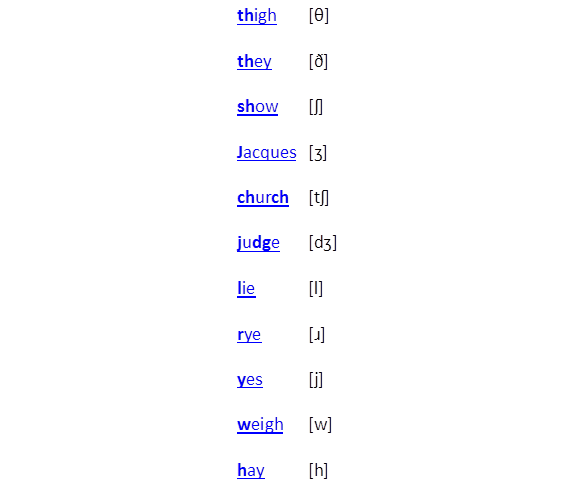 thigh [θ]
they [ð]
show [ʃ]
Jacques [ʒ]
church [tʃ]
judge [dʒ]
lie [l]
rye [ɹ]
yes [j]
weigh [w]
hay [h]